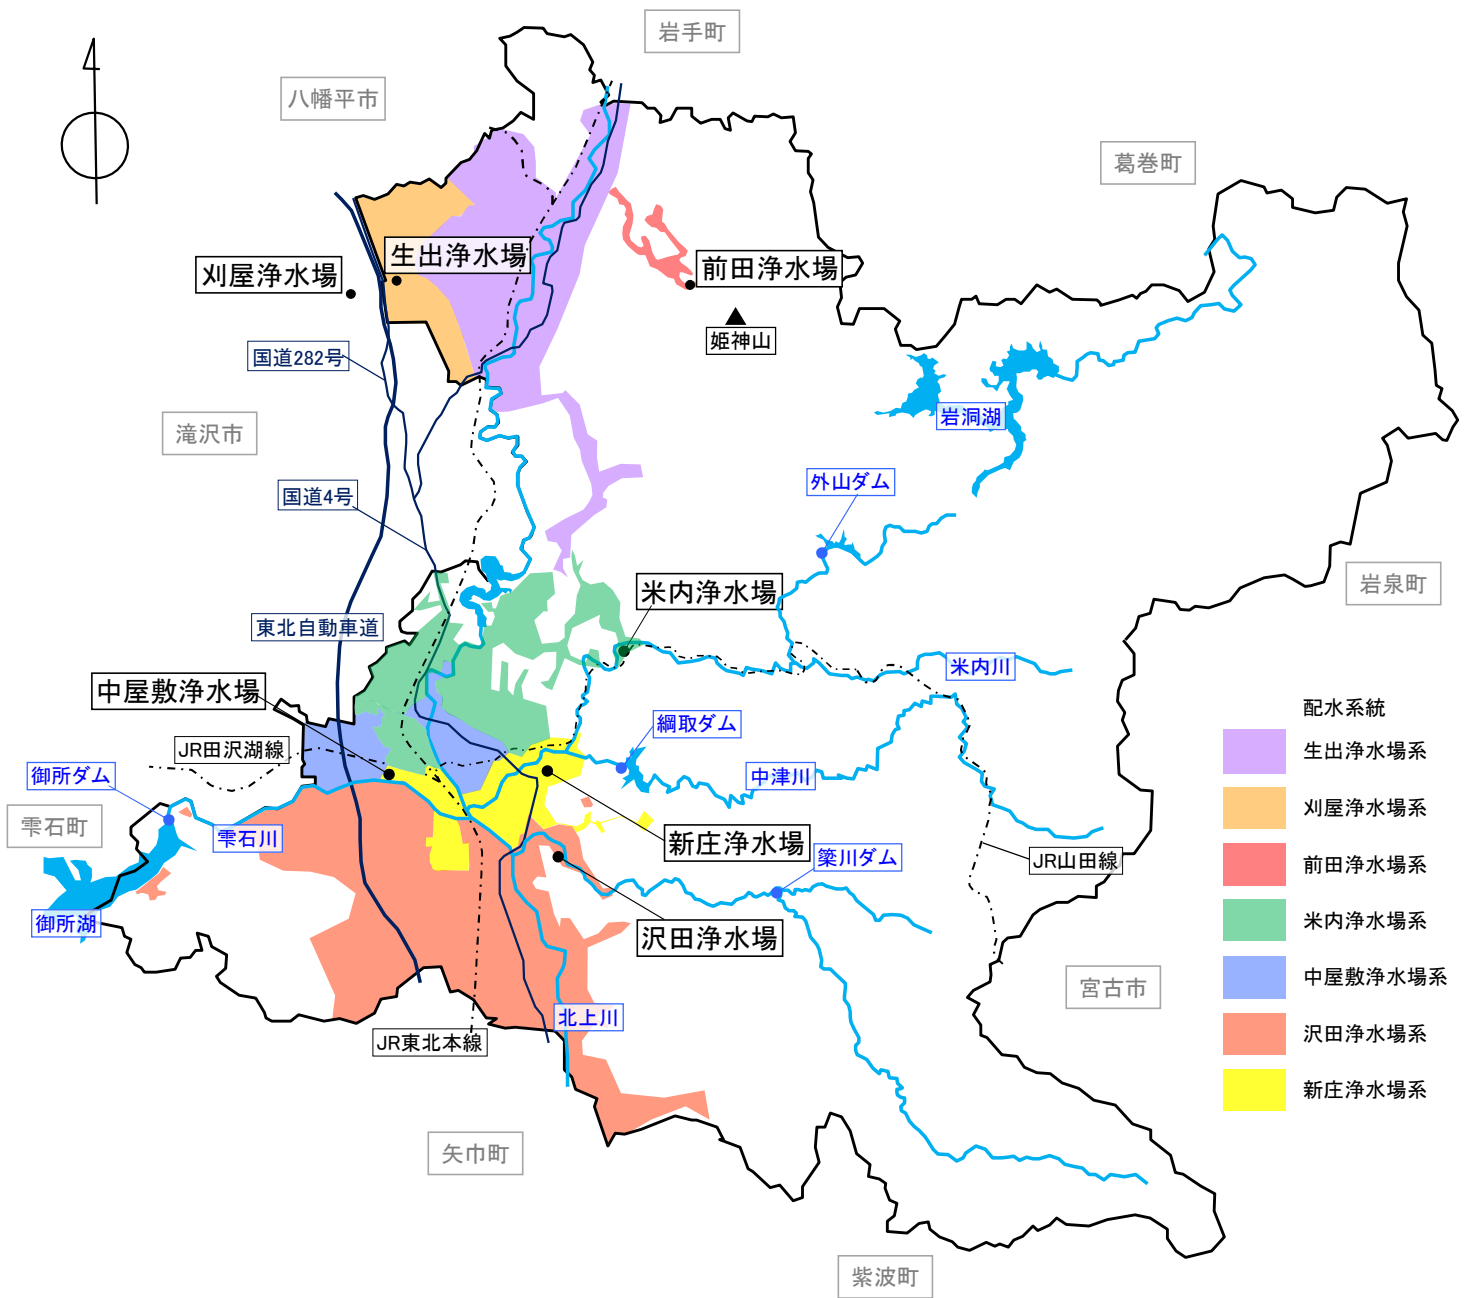 岩手町
八幡平市
葛巻町
生出浄水場
刈屋浄水場
前田浄水場
姫神山
国道282号
滝沢市
岩洞湖
外山ダム
国道4号
岩泉町
米内浄水場
東北自動車道
米内川
中屋敷浄水場
綱取ダム
JR田沢湖線
御所ダム
中津川
雫石町
雫石川
新庄浄水場
簗川ダム
JR山田線
御所湖
沢田浄水場
宮古市
北上川
JR東北本線
矢巾町
紫波町
配水系統
生出浄水場系
刈屋浄水場系
前田浄水場系
米内浄水場系
中屋敷浄水場系
沢田浄水場系
新庄浄水場系